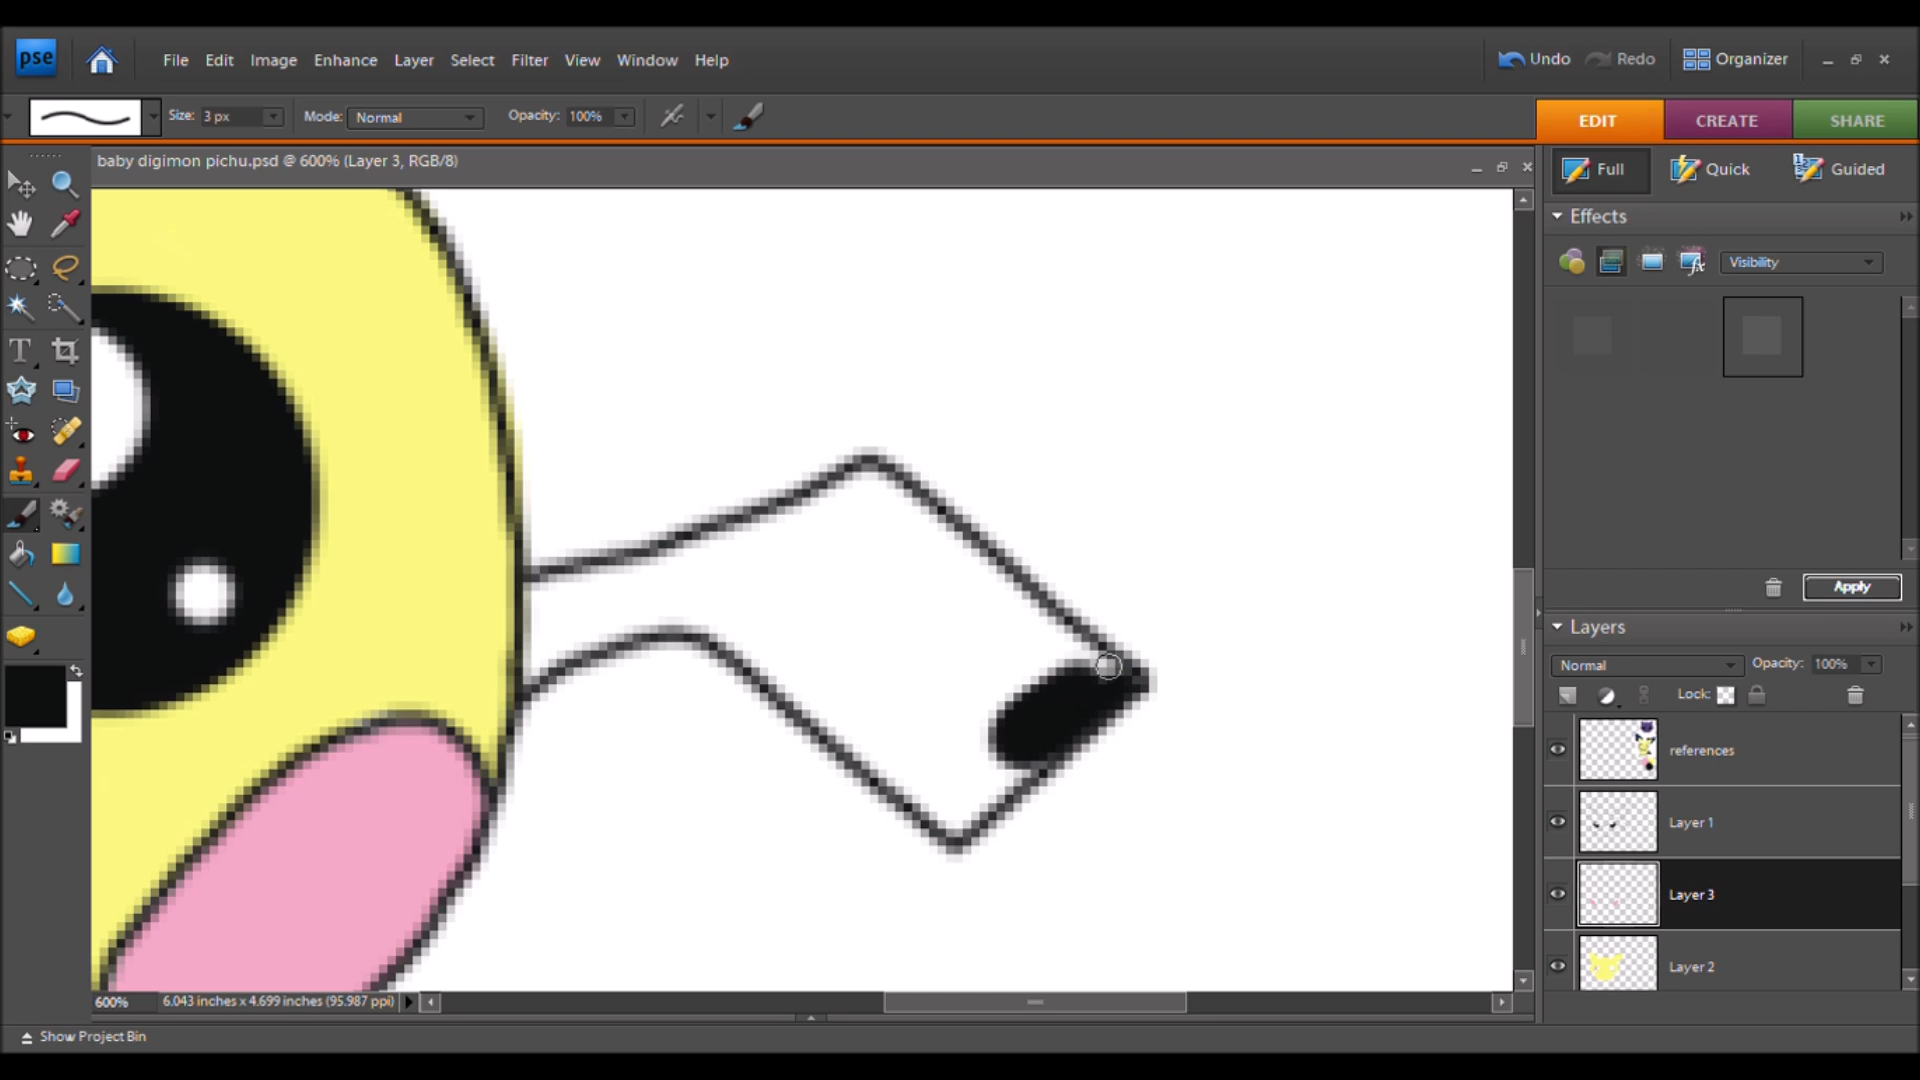 pse File Edit Image Enhance Layer Select Filter View Window Help Undo Redo Organizer
Size: 3 px Mode: Normal Opacity: 100% EDIT CREATE SHARE
baby digimon pichu.psd @ 600% (Layer 3, RGB/8)
Full Quick Guided
Effects
Visibility
T
Apply
Layers
Normal Opacity: 100%
Lock:
references
Layer 1
Layer 3
Layer 2
600% 6.043 inches x 4.699 inches (95.987 ppi)
Show Project Bin